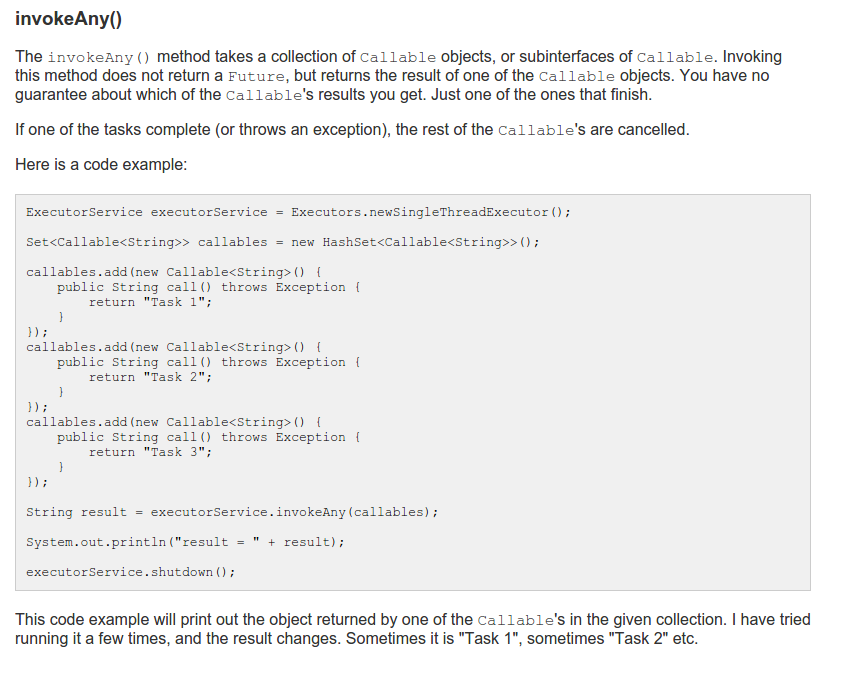 invokeAny()
The invokeAny() method takes a collection of Callable objects, or subinterfaces of Callable. Invoking
this method does not return a Future, but returns the result of one of the Callable objects. You have no
guarantee about which of the Callable's results you get. Just one of the ones that finish.
If one of the tasks complete (or throws an exception), the rest of the Callable's are cancelled.
Here is a code example:
ExecutorService executorService = Executors.newSingleThreadExecutor();
Set<Callable<String>> callables = new HashSet<Callable<String>>();
callables.add(new Callable<String>() {
    public String call() throws Exception {
        return "Task 1";
    }
});
callables.add(new Callable<String>() {
    public String call() throws Exception {
        return "Task 2";
    }
});
callables.add(new Callable<String>() {
    public String call() throws Exception {
        return "Task 3";
    }
});
String result = executorService.invokeAny(callables);
System.out.println("result = " + result);
executorService.shutdown();
This code example will print out the object returned by one of the Callable's in the given collection. I have tried
running it a few times, and the result changes. Sometimes it is "Task 1", sometimes "Task 2" etc.